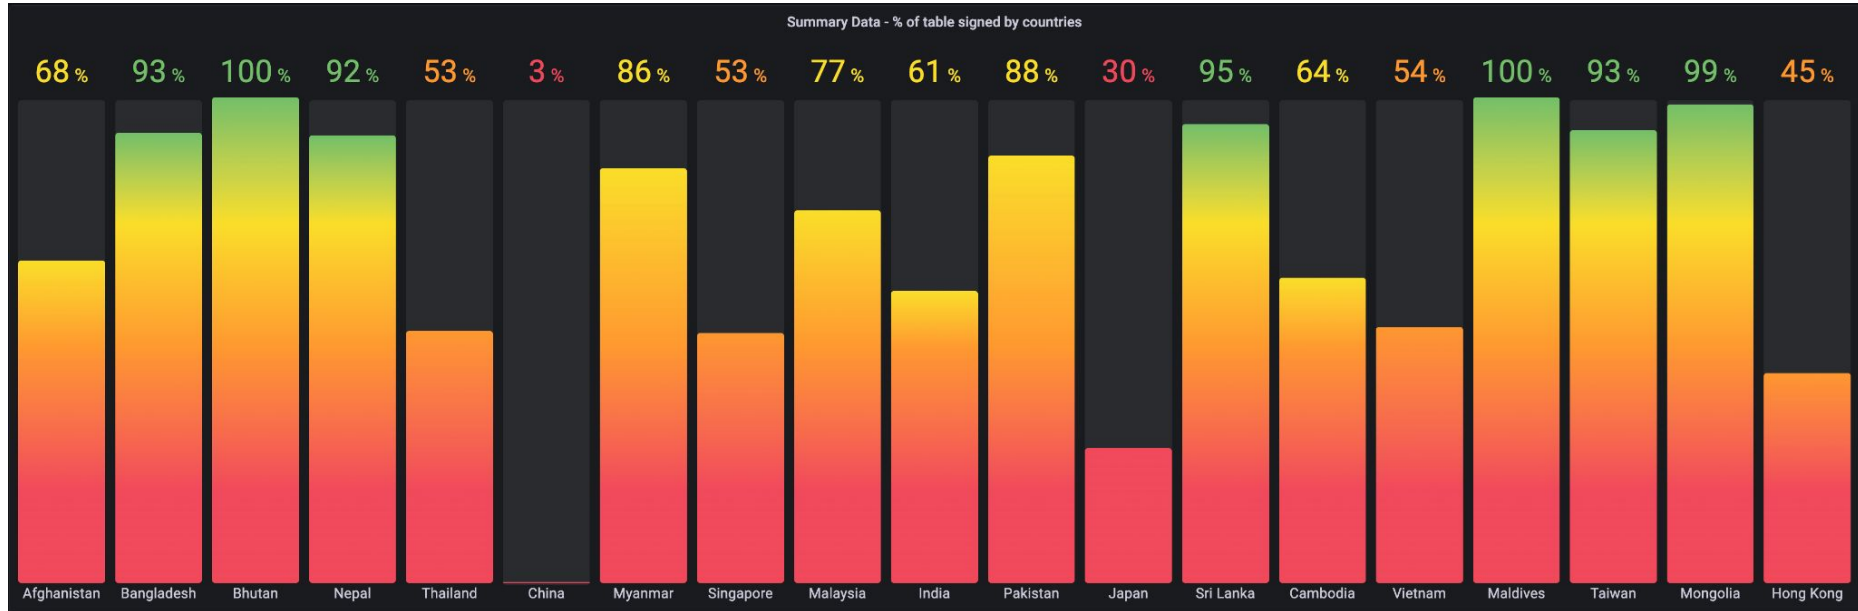 Summary Data - % of table signed by countries
68 % 93 % 100 % 92 % 53 % 3 % 86 % 53 % 77 % 61 % 88 % 30 % 95 % 64 % 54 % 100 % 93 % 99 % 45 %
Afghanistan Bangladesh Bhutan Nepal Thailand China Myanmar Singapore Malaysia India Pakistan Japan Sri Lanka Cambodia Vietnam Maldives Taiwan Mongolia Hong Kong